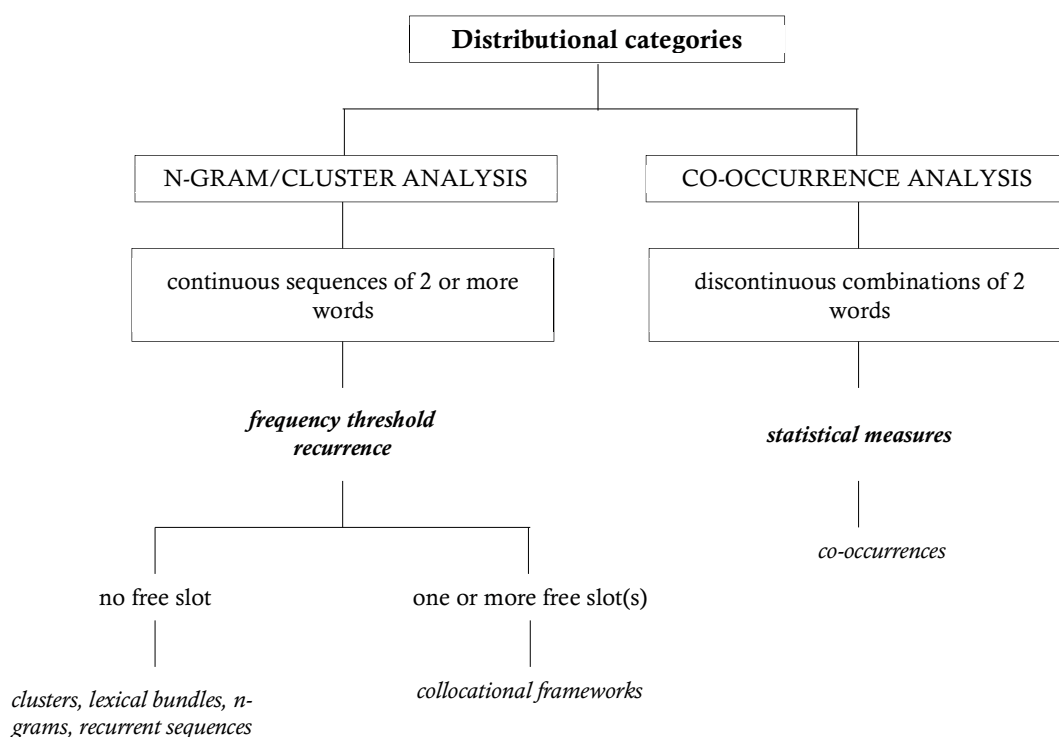 Distributional categories
N-GRAM/CLUSTER ANALYSIS
CO-OCCURRENCE ANALYSIS
continuous sequences of 2 or more
words
discontinuous combinations of 2
words
frequency threshold
recurrence
statistical measures
co-occurrences
no free slot
one or more free slot(s)
clusters, lexical bundles, n-
grams, recurrent sequences
collocational frameworks